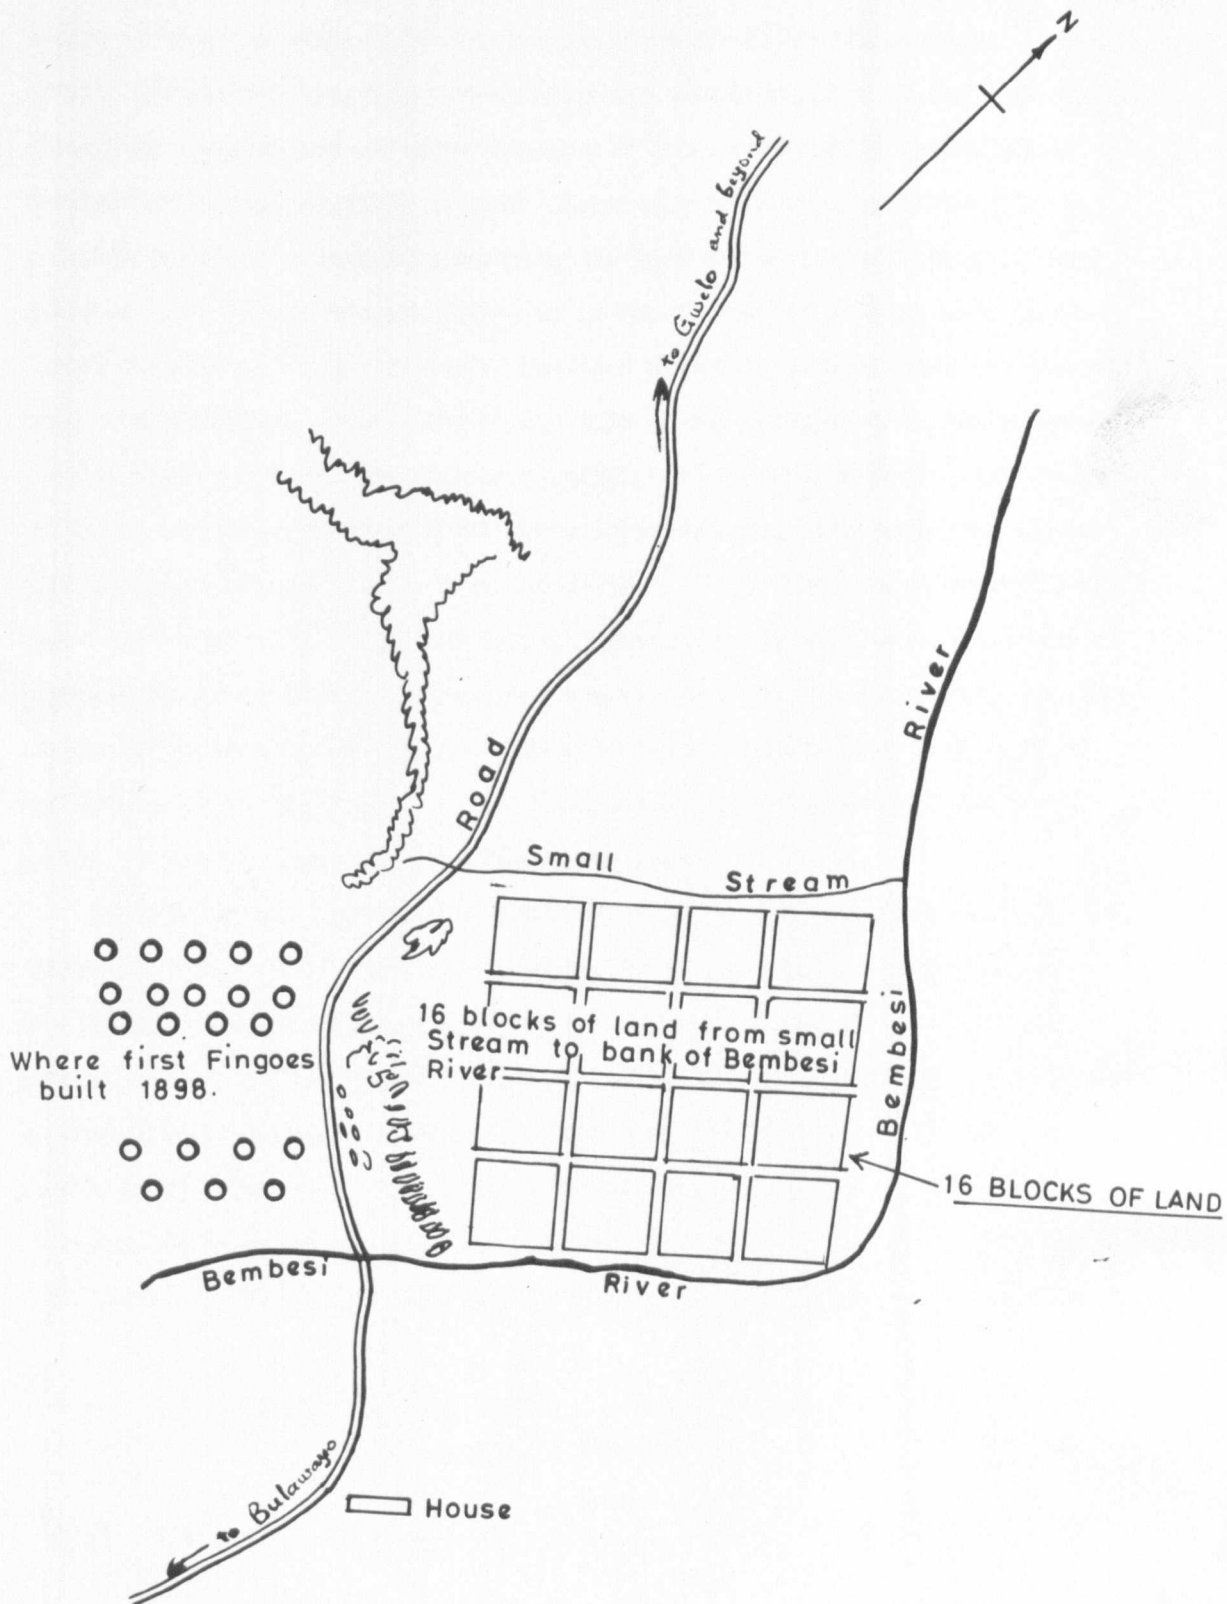 N
to Gwelo and beyond
River
Road
Small Stream
16 blocks of land from small
Stream to bank of Bembesi
River
Bembesi
Where first Fingoes
built 1898.
16 BLOCKS OF LAND
Bembesi River
to Bulawayo
House